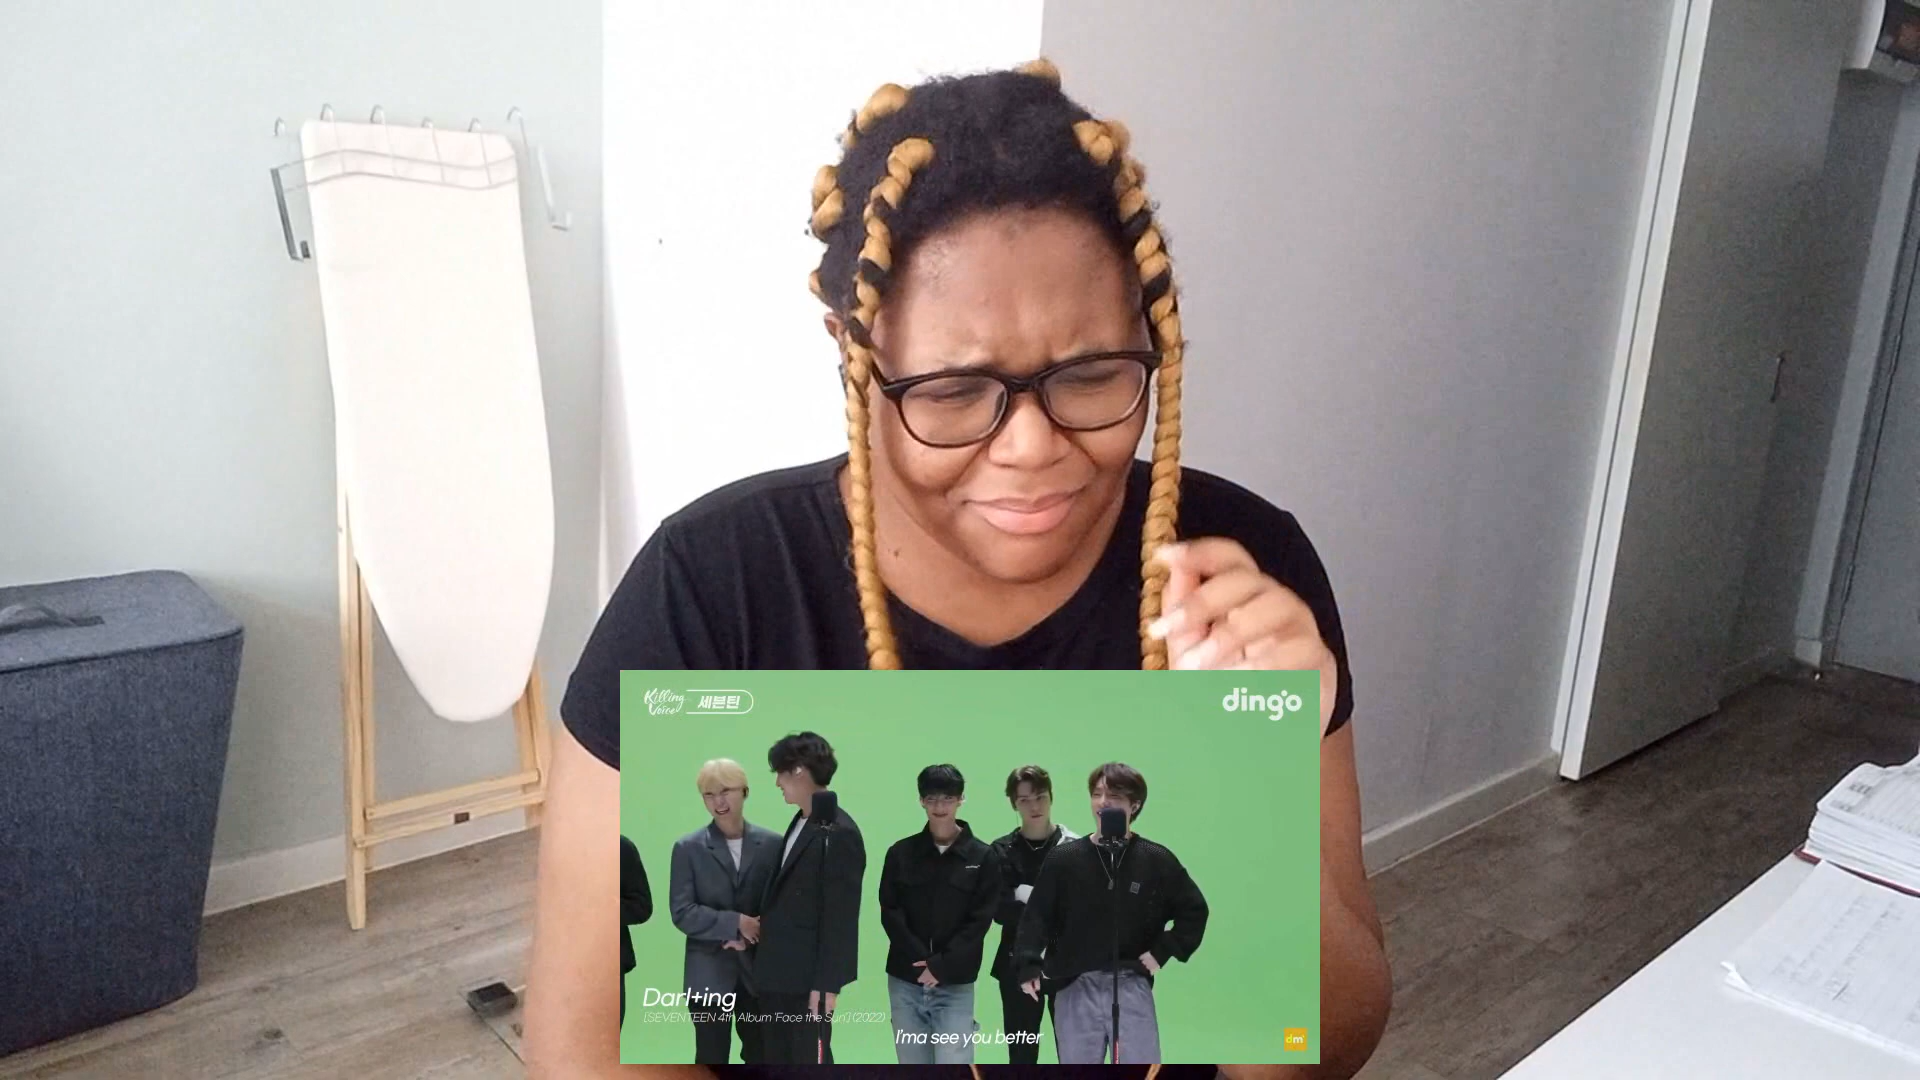 Killing Voice
세븐틴
dingo
Darl+ing
[SEVENTEEN 4th Album 'Face the Sun'] (2022)
I'ma see you better
dm